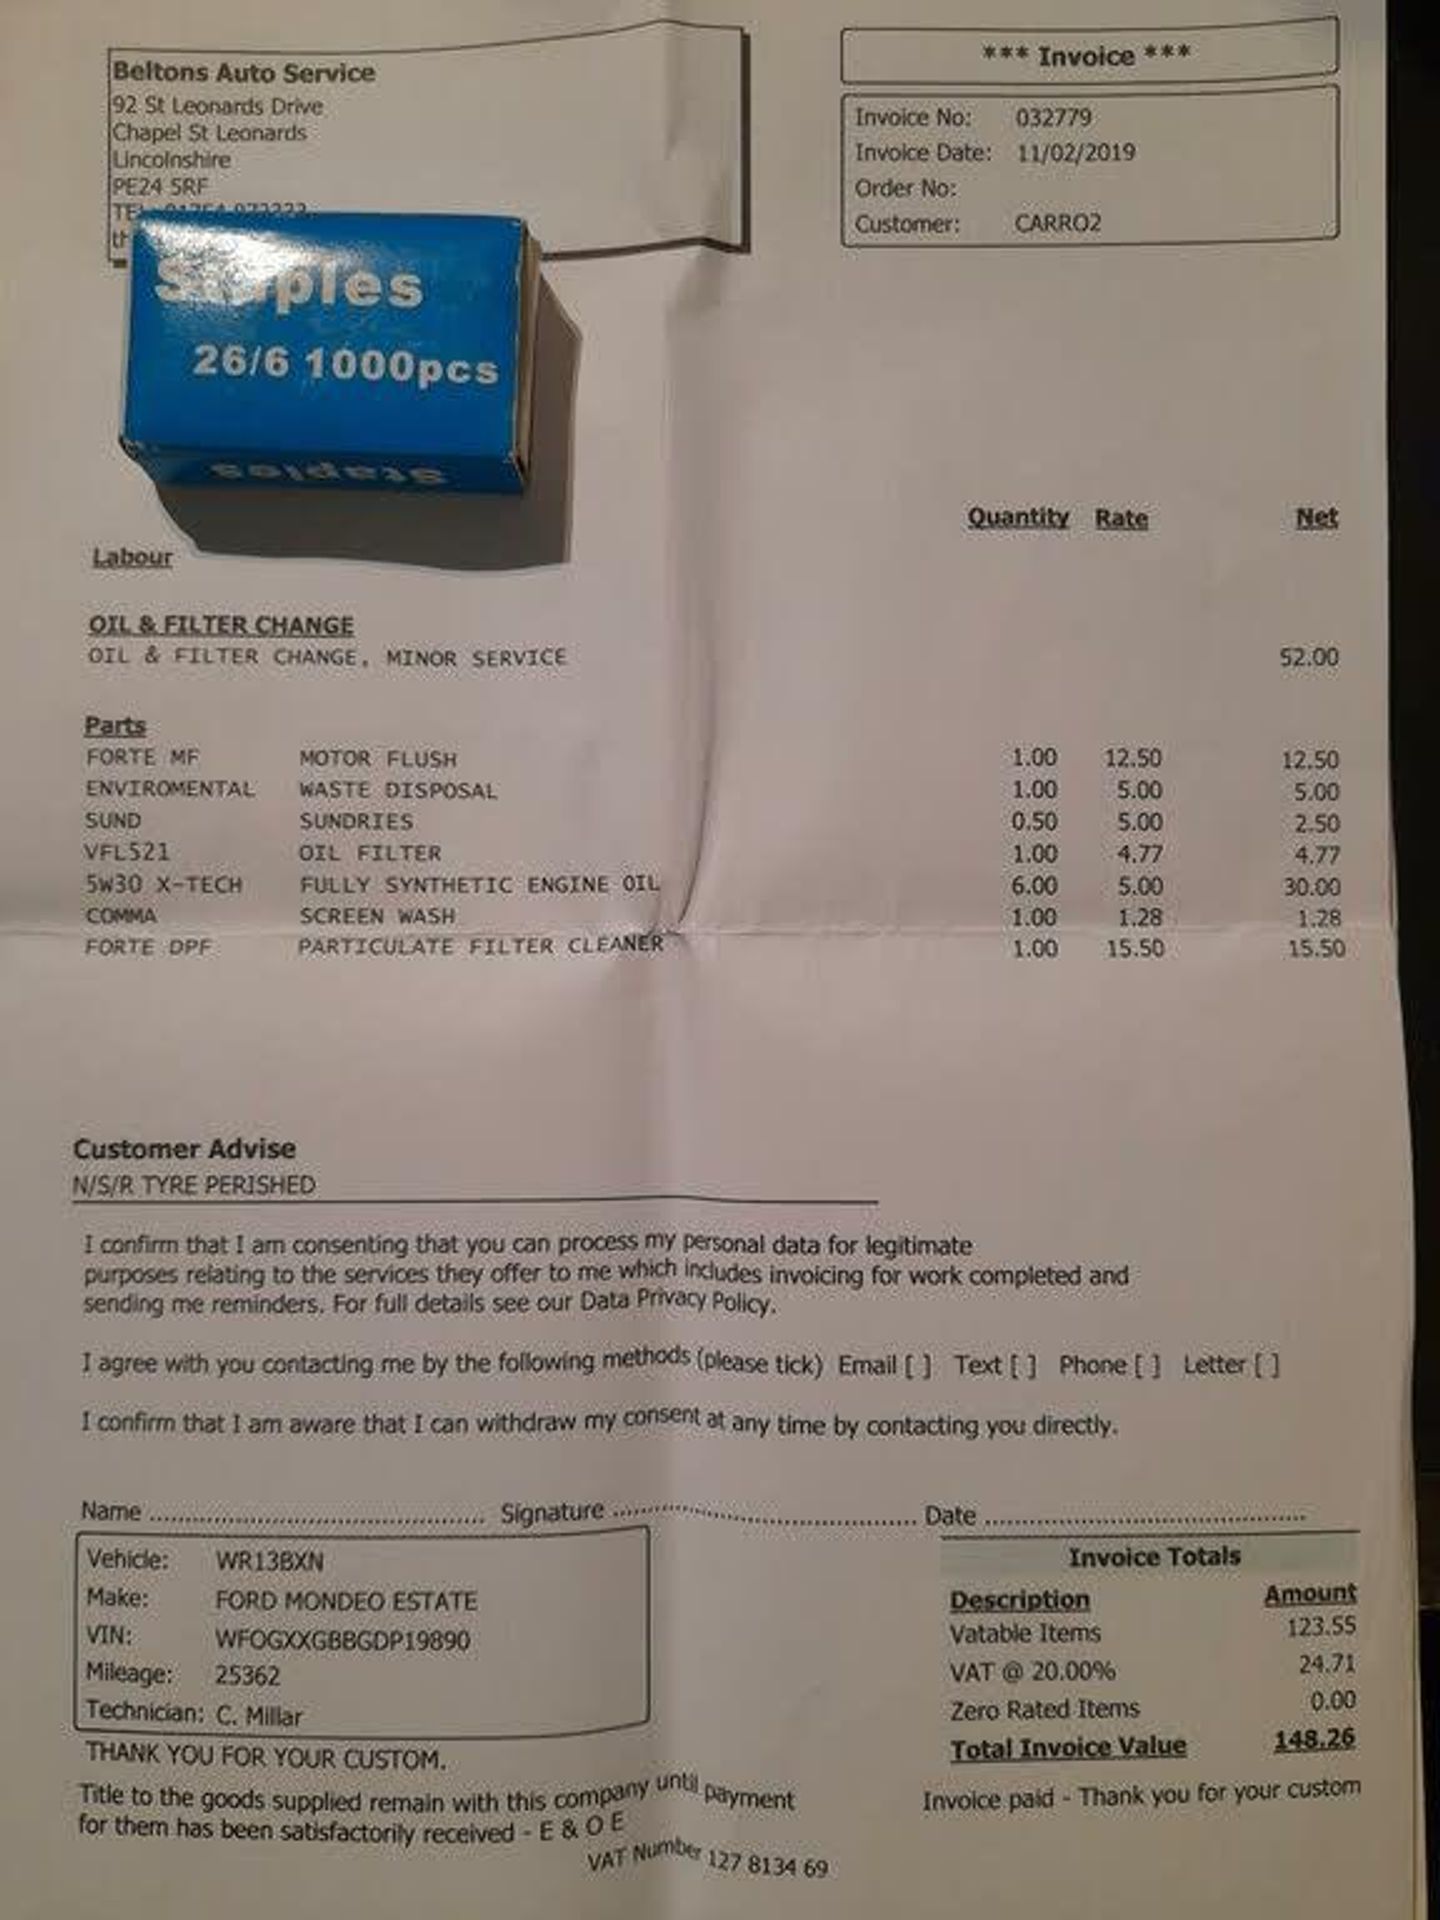 Beltons Auto Service
92 St Leonards Drive
Chapel St Leonards
Lincolnshire
PE24 5RF
*** Invoice ***
Invoice No: 032779
Invoice Date: 11/02/2019
Order No:
Customer: CARRO2
Staples
26/6 1000pcs
Staples
Quantity Rate Net
Labour
OIL & FILTER CHANGE
OIL & FILTER CHANGE, MINOR SERVICE 52.00
Parts
FORTE MF MOTOR FLUSH 1.00 12.50 12.50
ENVIROMENTAL WASTE DISPOSAL 1.00 5.00 5.00
SUND SUNDRIES 0.50 5.00 2.50
VFL521 OIL FILTER 1.00 4.77 4.77
5W30 X-TECH FULLY SYNTHETIC ENGINE OIL 6.00 5.00 30.00
COMMA SCREEN WASH 1.00 1.28 1.28
FORTE DPF PARTICULATE FILTER CLEANER 1.00 15.50 15.50
Customer Advise
N/S/R TYRE PERISHED
I confirm that I am consenting that you can process my personal data for legitimate
purposes relating to the services they offer to me which includes invoicing for work completed and
sending me reminders. For full details see our Data Privacy Policy.
I agree with you contacting me by the following methods (please tick) Email [ ] Text [ ] Phone [ ] Letter [ ]
I confirm that I am aware that I can withdraw my consent at any time by contacting you directly.
Name ........................ Signature ........................ Date ........................
Vehicle: WR13BXN
Make: FORD MONDEO ESTATE
VIN: WFOGXXGBBGDP19890
Mileage: 25362
Technician: C. Millar
Invoice Totals
Description Amount
Vatable Items 123.55
VAT @ 20.00% 24.71
Zero Rated Items 0.00
Total Invoice Value 148.26
THANK YOU FOR YOUR CUSTOM.
Title to the goods supplied remain with this company until payment
for them has been satisfactorily received - E & O E
Invoice paid - Thank you for your custom
VAT Number 127 8134 69